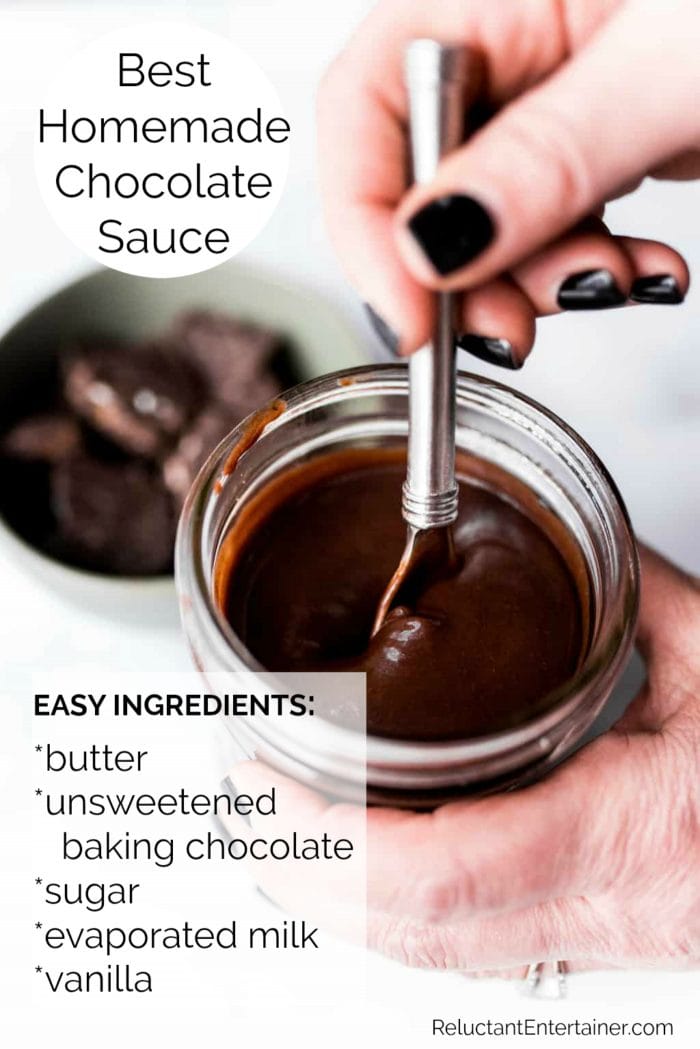 Best
Homemade
Chocolate
Sauce
EASY INGREDIENTS:
*butter
*unsweetened
baking chocolate
*sugar
*evaporated milk
*vanilla
ReluctantEntertainer.com